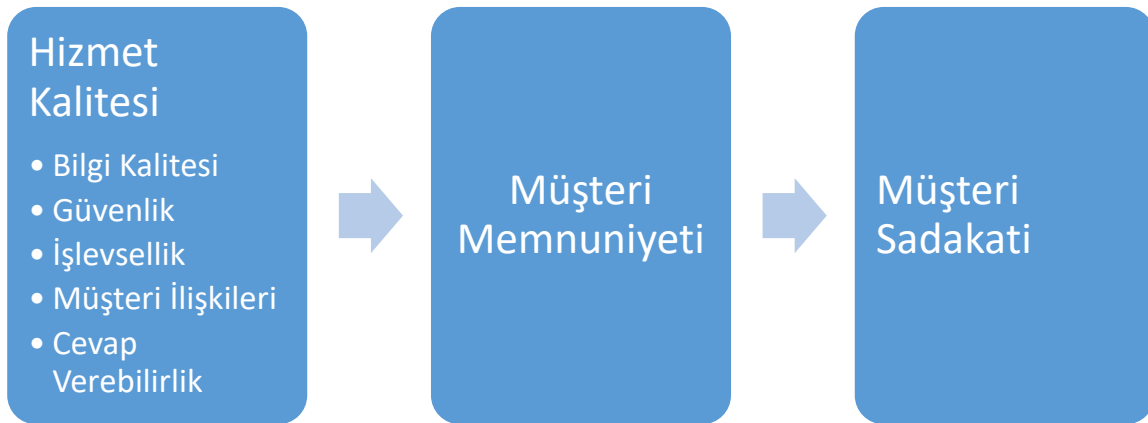 Hizmet
Kalitesi
• Bilgi Kalitesi
• Güvenlik
• İşlevsellik
• Müşteri İlişkileri
• Cevap
Verebilirlik
Müşteri
Memnuniyeti
Müşteri
Sadakati